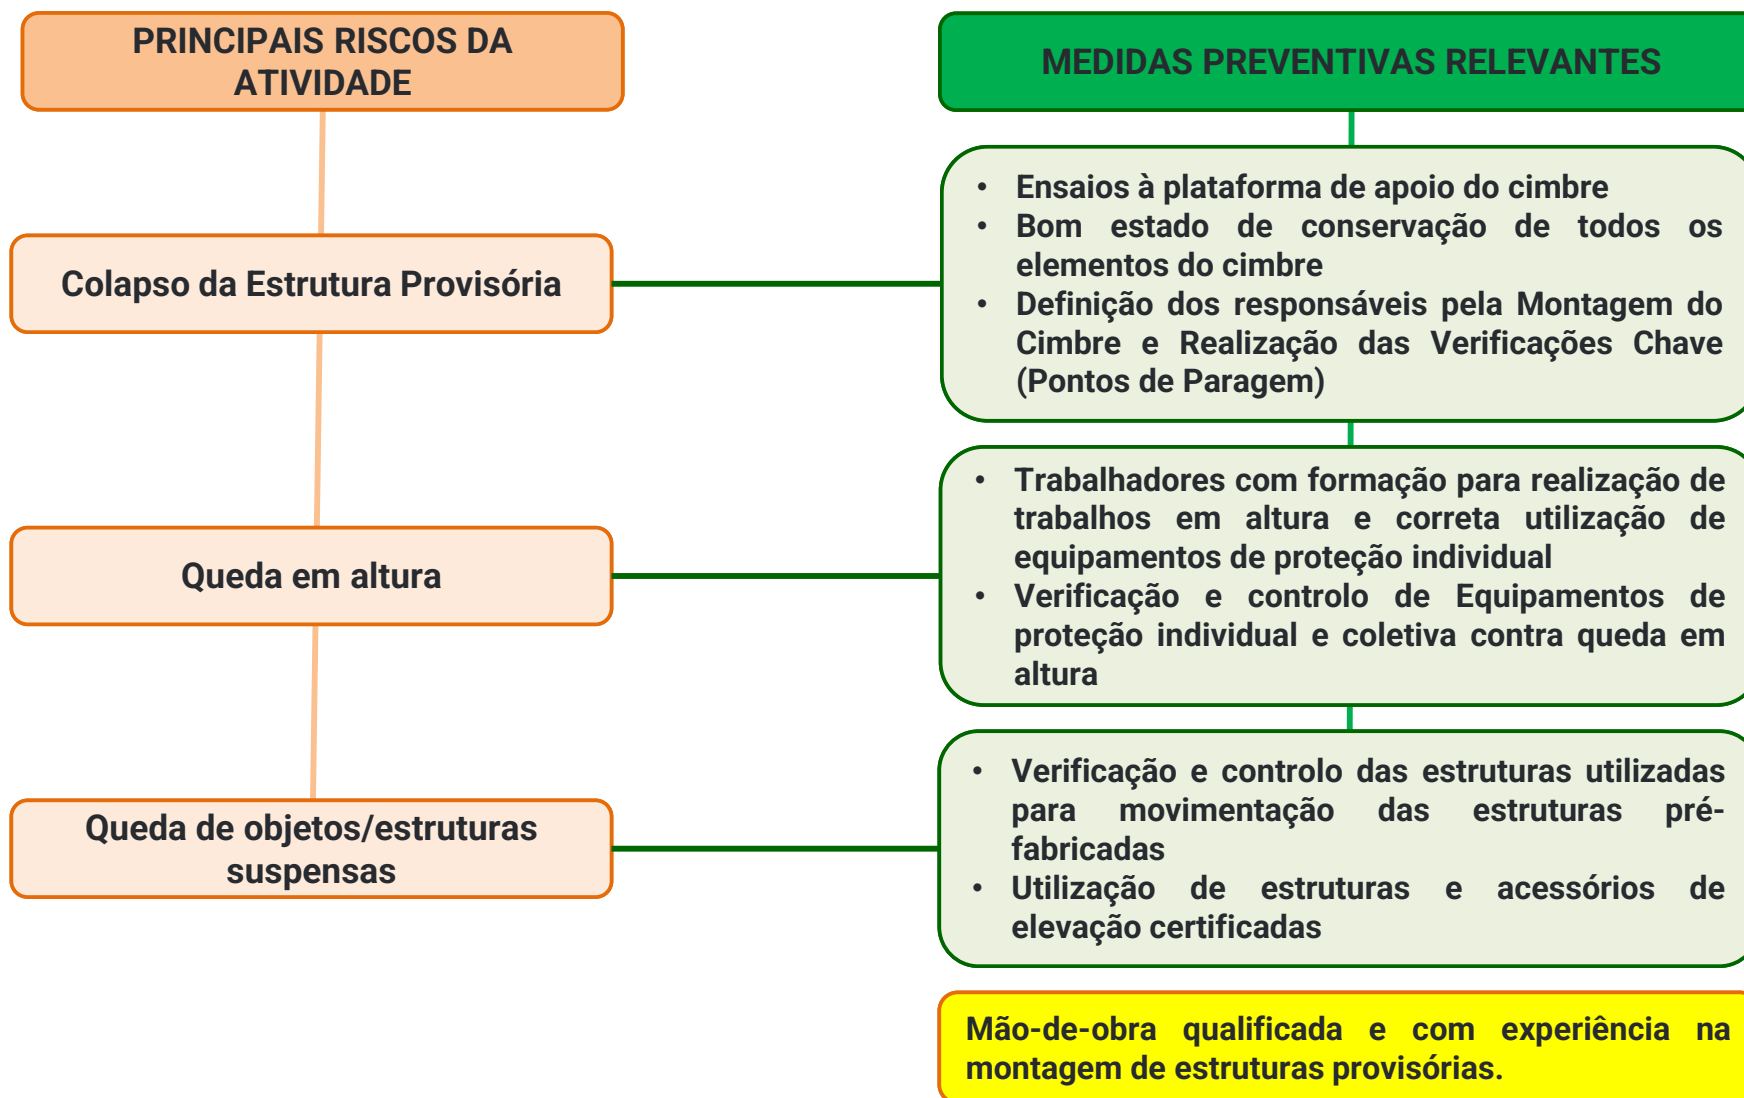 PRINCIPAIS RISCOS DA
ATIVIDADE
MEDIDAS PREVENTIVAS RELEVANTES
Colapso da Estrutura Provisória
• Ensaios à plataforma de apoio do cimbre
• Bom estado de conservação de todos os
elementos do cimbre
• Definição dos responsáveis pela Montagem do
Cimbre e Realização das Verificações Chave
(Pontos de Paragem)
Queda em altura
• Trabalhadores com formação para realização de
trabalhos em altura e correta utilização de
equipamentos de proteção individual
• Verificação e controlo de Equipamentos de
proteção individual e coletiva contra queda em
altura
Queda de objetos/estruturas
suspensas
• Verificação e controlo das estruturas utilizadas
para movimentação das estruturas pré-
fabricadas
• Utilização de estruturas e acessórios de
elevação certificadas
Mão-de-obra qualificada e com experiência na
montagem de estruturas provisórias.